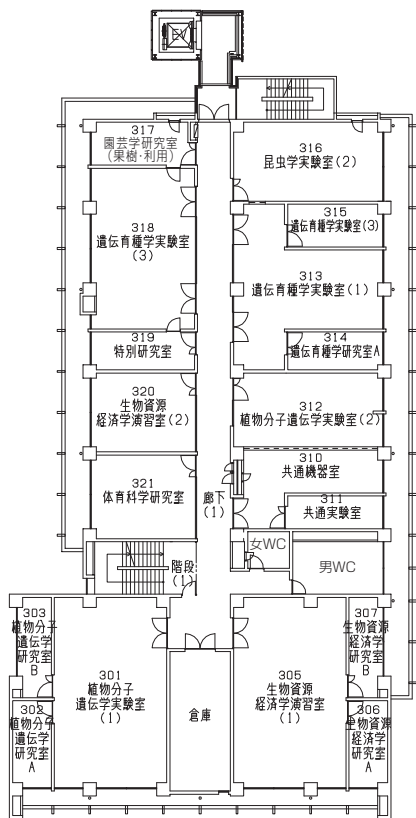 EV
317
園芸学研究室
(果樹・利用)
316
昆虫学実験室(2)
315
遺伝育種学実験室(3)
318
遺伝育種学実験室
(3)
313
遺伝育種学実験室(1)
319
特別研究室
314
遺伝育種学研究室A
320
生物資源
経済学演習室(2)
312
植物分子遺伝学実験室(2)
310
共通機器室
321
体育科学研究室
廊下
(1)
311
共通実験室
階段
(1)
女WC
男WC
303
植物分子
遺伝学
研究室
B
301
植物分子
遺伝学実験室
(1)
倉庫
305
生物資源
経済学演習室
(1)
307
生物資源
経済学
研究室
B
302
植物分子
遺伝学
研究室
A
306
生物資源
経済学
研究室
A